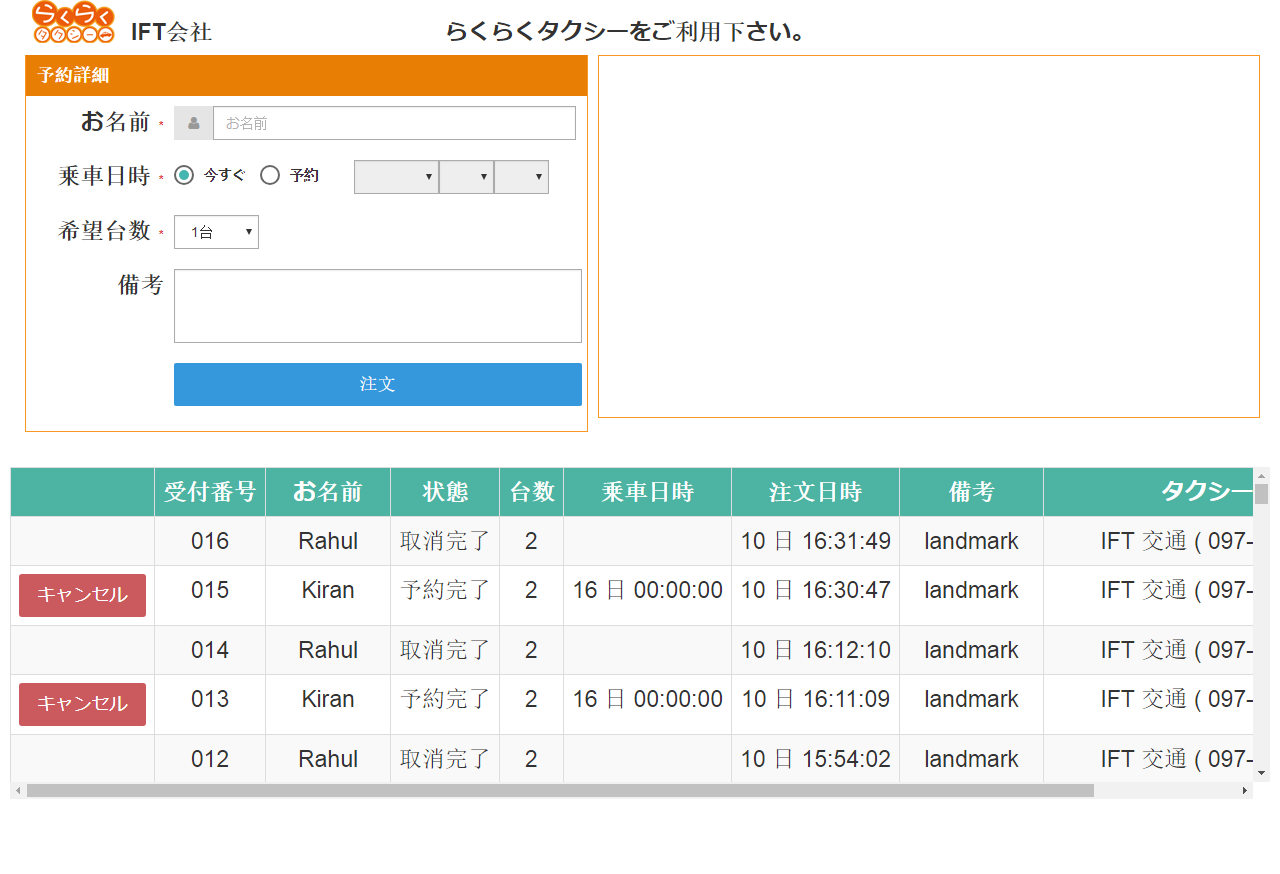 らくらく
タクシー
IFT会社
らくらくタクシーをご利用下さい。
予約詳細
お名前 * お名前
乗車日時 * 今すぐ 予約
希望台数 * 1台
備考
注文
受付番号 お名前 状態 台数 乗車日時 注文日時 備考 タクシー
016 Rahul 取消完了 2 10 日 16:31:49 landmark IFT 交通 ( 097-
キャンセル 015 Kiran 予約完了 2 16 日 00:00:00 10 日 16:30:47 landmark IFT 交通 ( 097-
014 Rahul 取消完了 2 10 日 16:12:10 landmark IFT 交通 ( 097-
キャンセル 013 Kiran 予約完了 2 16 日 00:00:00 10 日 16:11:09 landmark IFT 交通 ( 097-
012 Rahul 取消完了 2 10 日 15:54:02 landmark IFT 交通 ( 097-